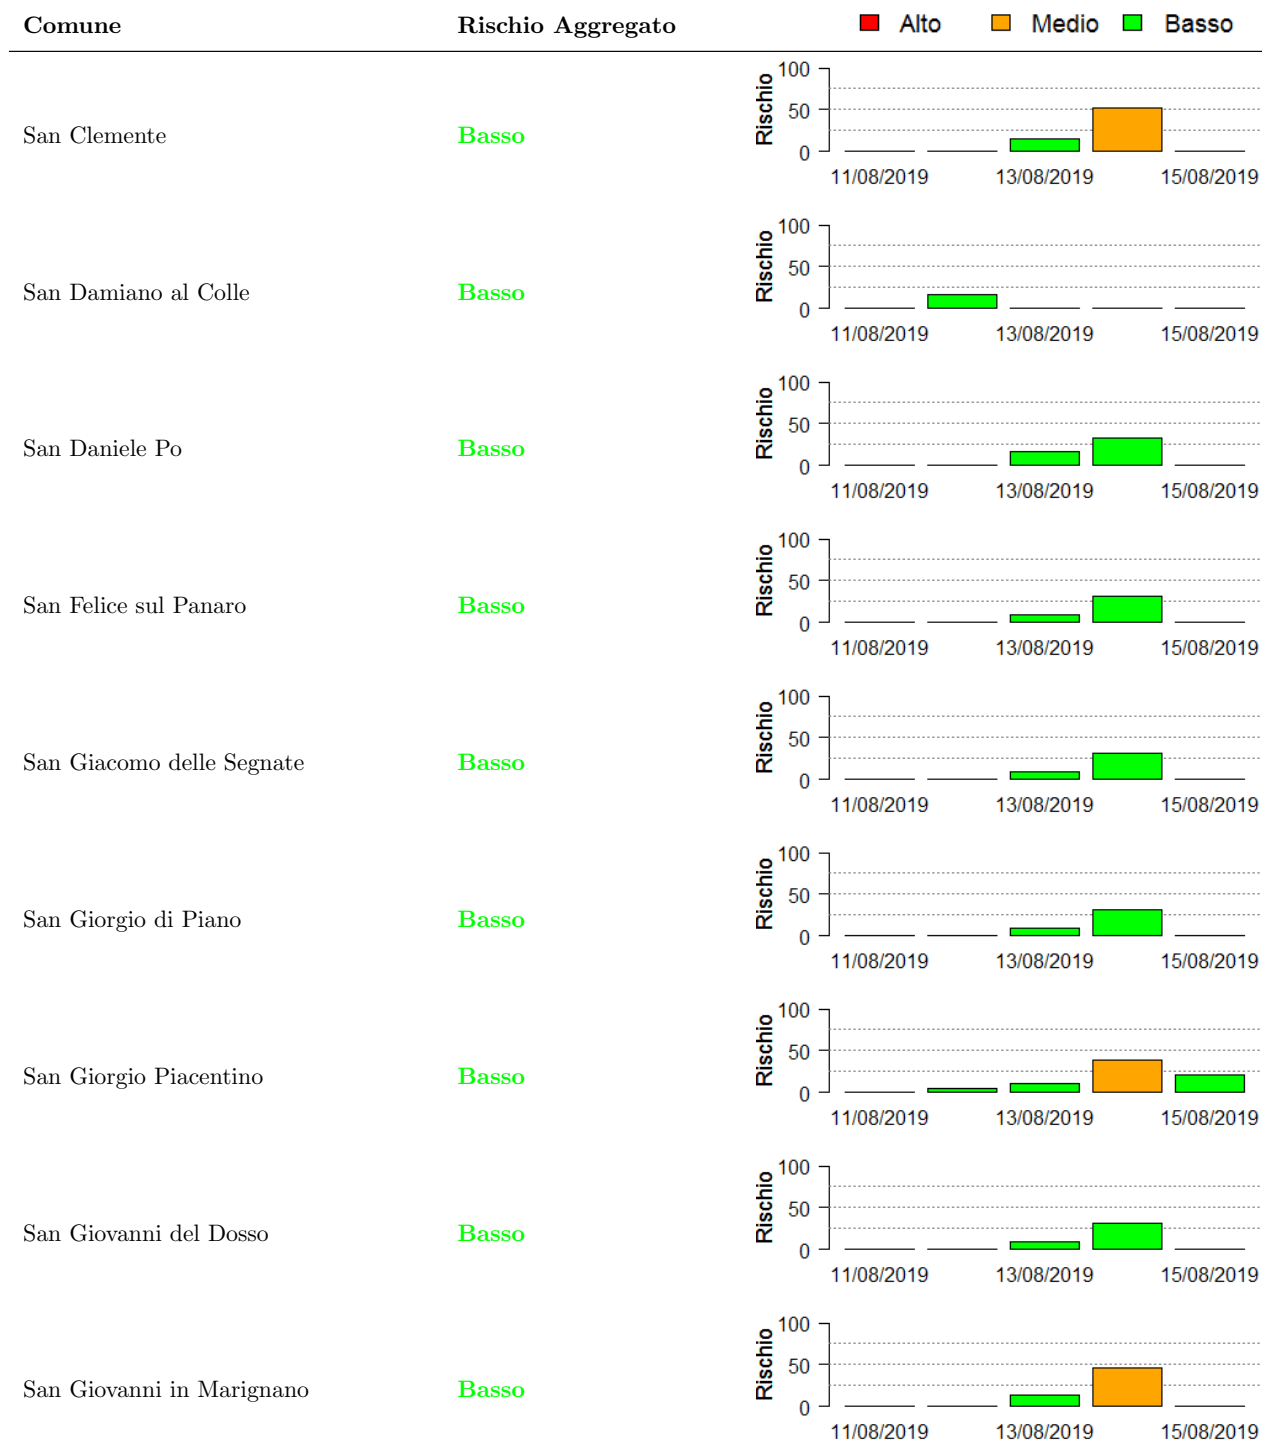 Comune Rischio Aggregato Alto Medio Basso
100
50
0
Rischio
San Clemente Basso
11/08/2019 13/08/2019 15/08/2019
100
50
0
Rischio
San Damiano al Colle Basso
11/08/2019 13/08/2019 15/08/2019
100
50
0
Rischio
San Daniele Po Basso
11/08/2019 13/08/2019 15/08/2019
100
50
0
Rischio
San Felice sul Panaro Basso
11/08/2019 13/08/2019 15/08/2019
100
50
0
Rischio
San Giacomo delle Segnate Basso
11/08/2019 13/08/2019 15/08/2019
100
50
0
Rischio
San Giorgio di Piano Basso
11/08/2019 13/08/2019 15/08/2019
100
50
0
Rischio
San Giorgio Piacentino Basso
11/08/2019 13/08/2019 15/08/2019
100
50
0
Rischio
San Giovanni del Dosso Basso
11/08/2019 13/08/2019 15/08/2019
100
50
0
Rischio
San Giovanni in Marignano Basso
11/08/2019 13/08/2019 15/08/2019